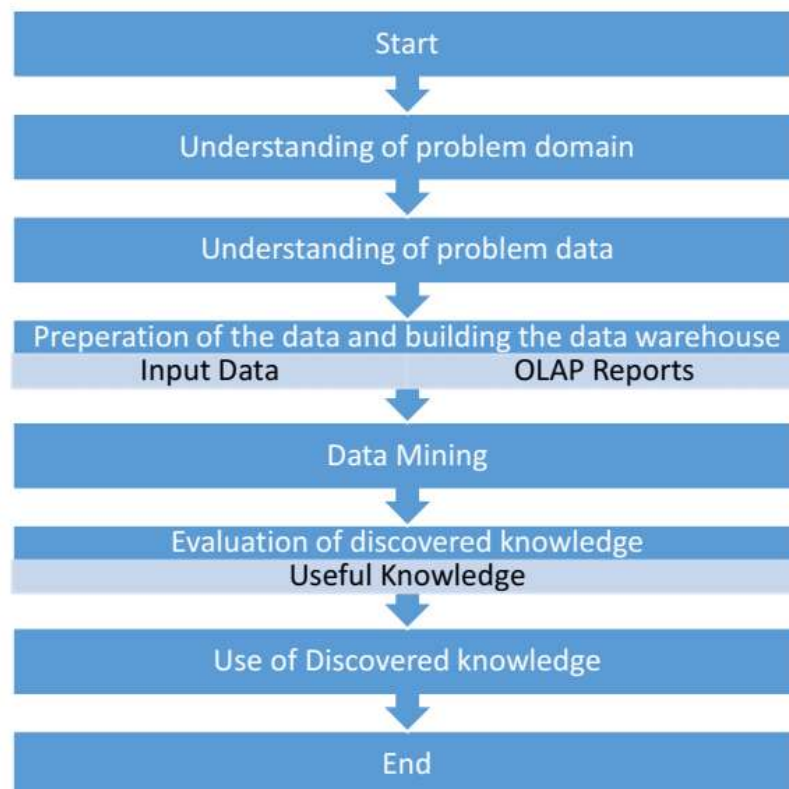 Start
Understanding of problem domain
Understanding of problem data
Preperation of the data and building the data warehouse
Input Data
OLAP Reports
Data Mining
Evaluation of discovered knowledge
Useful Knowledge
Use of Discovered knowledge
End